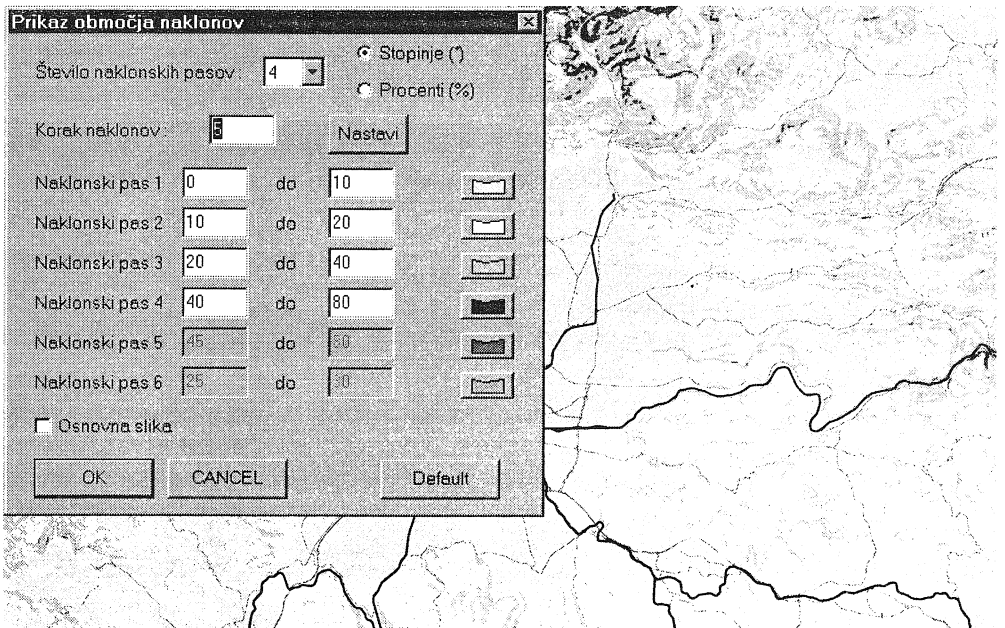 Prikaz območja naklonov
Število naklonskih pasov: 4
Stopinje (°)
Procenti (%)
Korak naklonov: 5 Nastavi
Naklonski pas 1 0 do 10
Naklonski pas 2 10 do 20
Naklonski pas 3 20 do 40
Naklonski pas 4 40 do 80
Naklonski pas 5 45 do
Naklonski pas 6 25 do
Osnovna slika
OK CANCEL Default